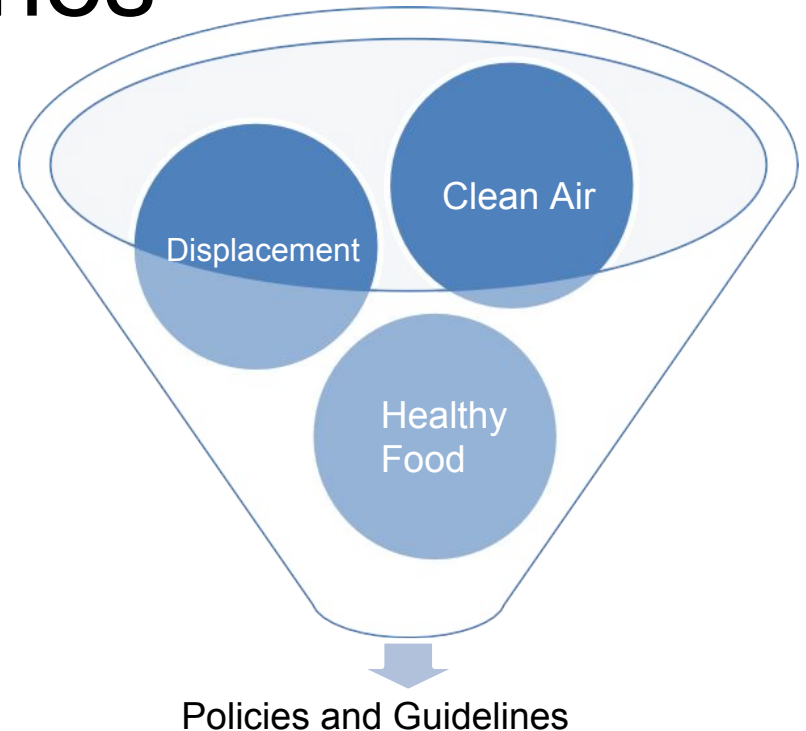 Clean Air
Displacement
Healthy
Food
Policies and Guidelines